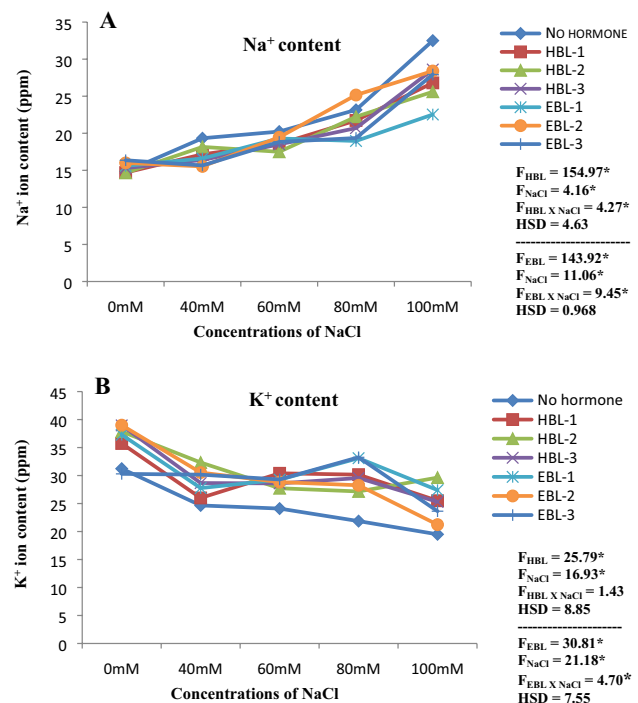 A
Na+ content
Na+ ion content (ppm)
35
30
25
20
15
10
5
0
0mM 40mM 60mM 80mM 100mM
Concentrations of NaCl
No hormone
HBL-1
HBL-2
HBL-3
EBL-1
EBL-2
EBL-3
FHBL = 154.97*
FNaCl = 4.16*
FHBL X NaCl = 4.27*
HSD = 4.63
-----------------------
FEBL = 143.92*
FNaCl = 11.06*
FEBL X NaCl = 9.45*
HSD = 0.968
B
K+ content
K+ ion content (ppm)
45
40
35
30
25
20
15
10
5
0
0mM 40mM 60mM 80mM 100mM
Concentrations of NaCl
No hormone
HBL-1
HBL-2
HBL-3
EBL-1
EBL-2
EBL-3
FHBL = 25.79*
FNaCl = 16.93*
FHBL X NaCl = 1.43
HSD = 8.85
---------------------
FEBL = 30.81*
FNaCl = 21.18*
FEBL X NaCl = 4.70*
HSD = 7.55